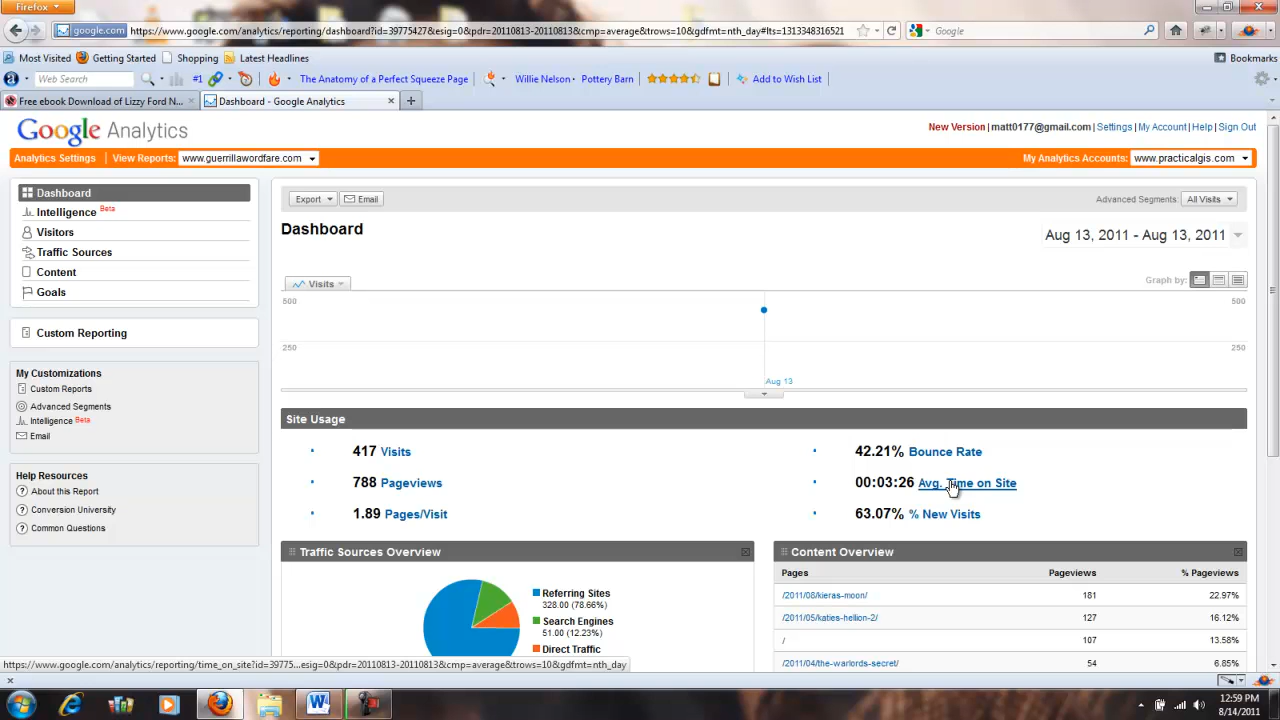 Firefox
google.com https://www.google.com/analytics/reporting/dashboard?id=39775427&esig=0&pdr=20110813-20110813&cmp=average&trows=10&gdfmt=nth_day#lts=1313348316521 Google
Most Visited Getting Started Shopping Latest Headlines Bookmarks
a Web Search #1 The Anatomy of a Perfect Squeeze Page Willie Nelson Pottery Barn Add to Wish List
Free ebook Download of Lizzy Ford N... Dashboard - Google Analytics
Google Analytics
New Version | matt0177@gmail.com | Settings | My Account | Help | Sign Out
Analytics Settings | View Reports: www.guerrillawordfare.com My Analytics Accounts: www.practicalgis.com
Dashboard
Intelligence Beta
Visitors
Traffic Sources
Content
Goals
Custom Reporting
My Customizations
Custom Reports
Advanced Segments
Intelligence Beta
Email
Help Resources
About this Report
Conversion University
Common Questions
Export Email Advanced Segments: All Visits
Dashboard
Aug 13, 2011 - Aug 13, 2011
Visits Graph by:
500 500
250 250
Aug 13
Site Usage
417 Visits 42.21% Bounce Rate
788 Pageviews 00:03:26 Avg. Time on Site
1.89 Pages/Visit 63.07% % New Visits
Traffic Sources Overview
Referring Sites
328.00 (78.66%)
Search Engines
51.00 (12.23%)
Direct Traffic
Content Overview
Pages Pageviews % Pageviews
/2011/08/kieras-moon/ 181 22.97%
/2011/05/katies-hellion-2/ 127 16.12%
/ 107 13.58%
/2011/04/the-warlords-secret/ 54 6.85%
https://www.google.com/analytics/reporting/time_on_site?id=39775...esig=0&pdr=20110813-20110813&cmp=average&trows=10&gdfmt=nth_day
12:59 PM
8/14/2011